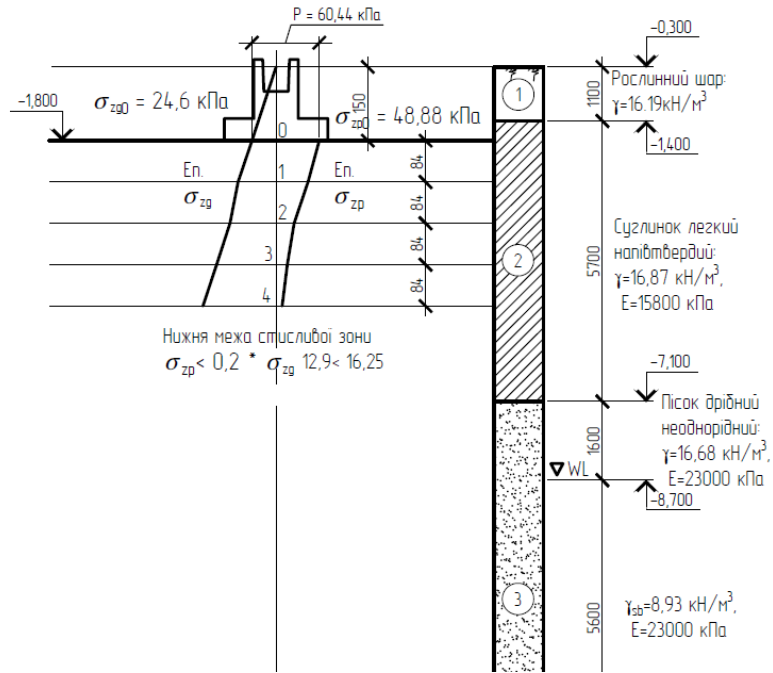 P = 60,44 кПа
-0,300
1
Рослинний шар:
γ=16.19кН/м³
1100
150
-1,800
σzg0 = 24,6 кПа
σzp0 = 48,88 кПа
0
-1,400
Еп.
σzg
1
Еп.
σzp
84
2
84
3
84
4
84
2
5700
Суглинок легкий
напівтвердий:
γ=16,87 кН/м³,
E=15800 кПа
Нижня межа стисливої зони
σzp< 0,2 * σzg 12,9< 16,25
-7,100
Пісок дрібний
неоднорідний:
γ=16,68 кН/м³,
E=23000 кПа
1600
WL
-8,700
3
5600
γsb=8,93 кН/м³,
E=23000 кПа